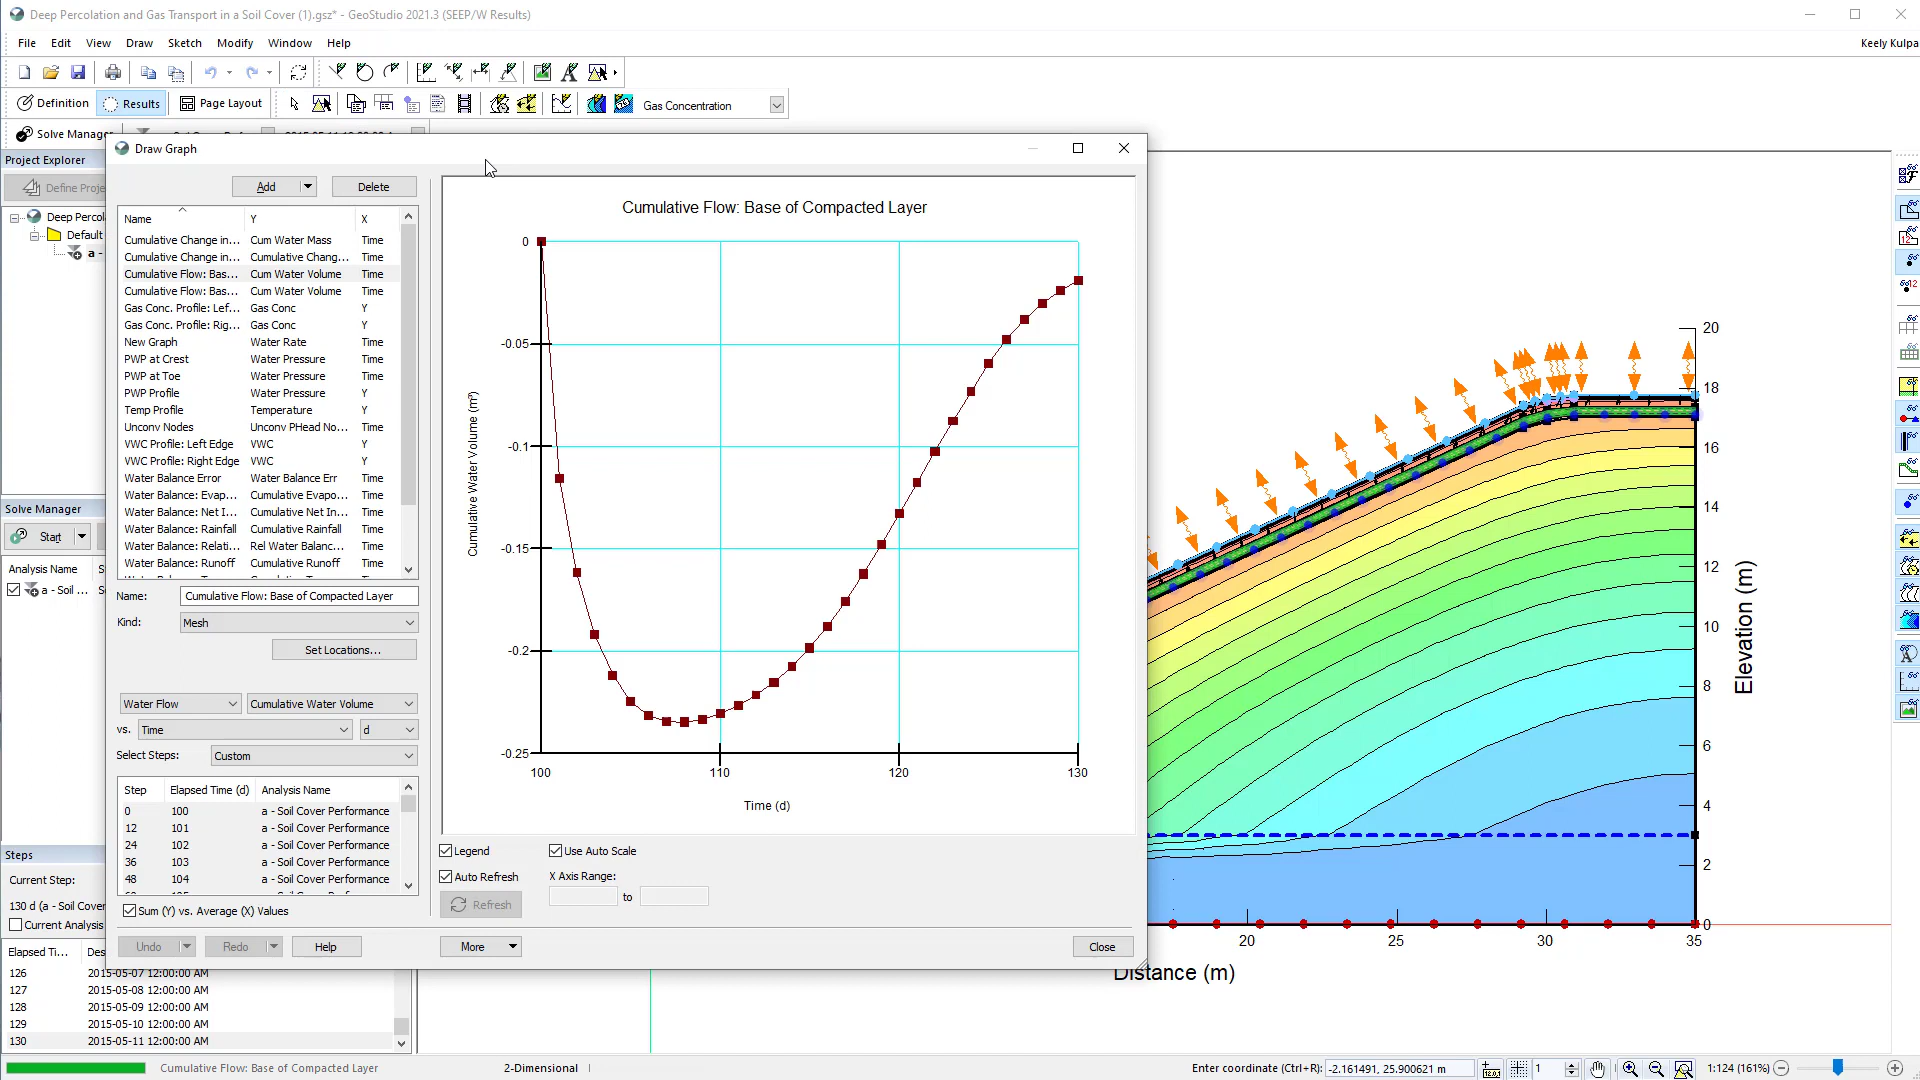 Deep Percolation and Gas Transport in a Soil Cover (1).gsz* - GeoStudio 2021.3 (SEEP/W Results)
File Edit View Draw Sketch Modify Window Help
Keely Kulpa
Definition Results Page Layout Gas Concentration
Solve Manager
Project Explorer
Define Proje
Deep Percola
Default
a -
Solve Manager
Start
Analysis Name S
a - Soil ... S
Steps
Current Step:
130 d (a - Soil Cover
Current Analysis
Elapsed Ti... Des
126 2015-05-07 12:00:00 AM
127 2015-05-08 12:00:00 AM
128 2015-05-09 12:00:00 AM
129 2015-05-10 12:00:00 AM
130 2015-05-11 12:00:00 AM
Draw Graph
Add Delete
Name Y X
Cumulative Change in... Cum Water Mass Time
Cumulative Change in... Cumulative Chang... Time
Cumulative Flow: Bas... Cum Water Volume Time
Cumulative Flow: Bas... Cum Water Volume Time
Gas Conc. Profile: Lef... Gas Conc Y
Gas Conc. Profile: Rig... Gas Conc Y
New Graph Water Rate Time
PWP at Crest Water Pressure Time
PWP at Toe Water Pressure Time
PWP Profile Water Pressure Y
Temp Profile Temperature Y
Unconv Nodes Unconv PHead No... Time
VWC Profile: Left Edge VWC Y
VWC Profile: Right Edge VWC Y
Water Balance Error Water Balance Err Time
Water Balance: Evap... Cumulative Evapo... Time
Water Balance: Net I... Cumulative Net In... Time
Water Balance: Rainfall Cumulative Rainfall Time
Water Balance: Relati... Rel Water Balanc... Time
Water Balance: Runoff Cumulative Runoff Time
Name: Cumulative Flow: Base of Compacted Layer
Kind: Mesh
Set Locations...
Water Flow Cumulative Water Volume
vs. Time d
Select Steps: Custom
Step Elapsed Time (d) Analysis Name
0 100 a - Soil Cover Performance
12 101 a - Soil Cover Performance
24 102 a - Soil Cover Performance
36 103 a - Soil Cover Performance
48 104 a - Soil Cover Performance
Sum (Y) vs. Average (X) Values
Undo Redo Help More Close
Cumulative Flow: Base of Compacted Layer
Cumulative Water Volume (m³)
0
-0.05
-0.1
-0.15
-0.2
-0.25
100 110 120 130
Time (d)
Legend Use Auto Scale
Auto Refresh X Axis Range:
Refresh to
20
18
16
14
12
10
8
6
4
2
0
Elevation (m)
20 25 30 35
Distance (m)
Cumulative Flow: Base of Compacted Layer 2-Dimensional Enter coordinate (Ctrl+R): -2.161491, 25.900621 m 1 1:124 (161%)